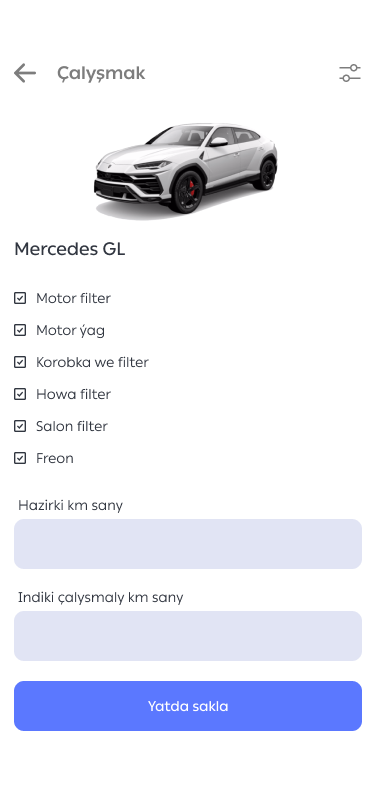 Çalyşmak
Mercedes GL
Motor filter
Motor ýag
Korobka we filter
Howa filter
Salon filter
Freon
Hazirki km sany
Indiki çalysmaly km sany
Yatda sakla